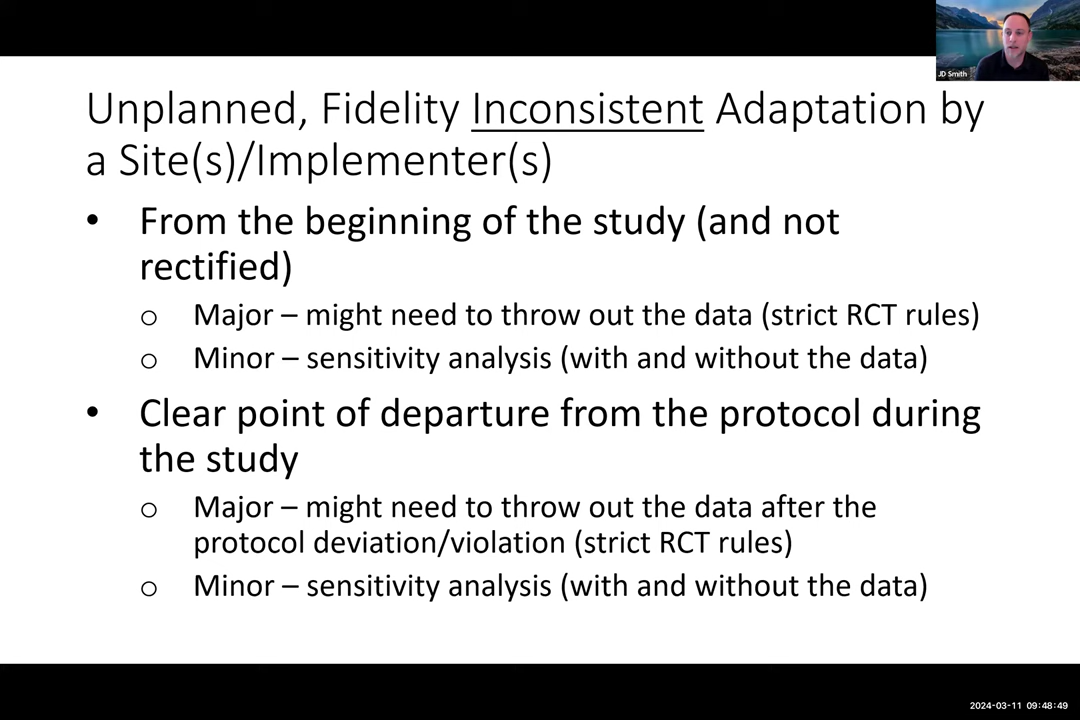 JD Smith
Unplanned, Fidelity Inconsistent Adaptation by
a Site(s)/Implementer(s)
• From the beginning of the study (and not
rectified)
o Major – might need to throw out the data (strict RCT rules)
o Minor – sensitivity analysis (with and without the data)
• Clear point of departure from the protocol during
the study
o Major – might need to throw out the data after the
protocol deviation/violation (strict RCT rules)
o Minor – sensitivity analysis (with and without the data)
2024-03-11 09:48:49